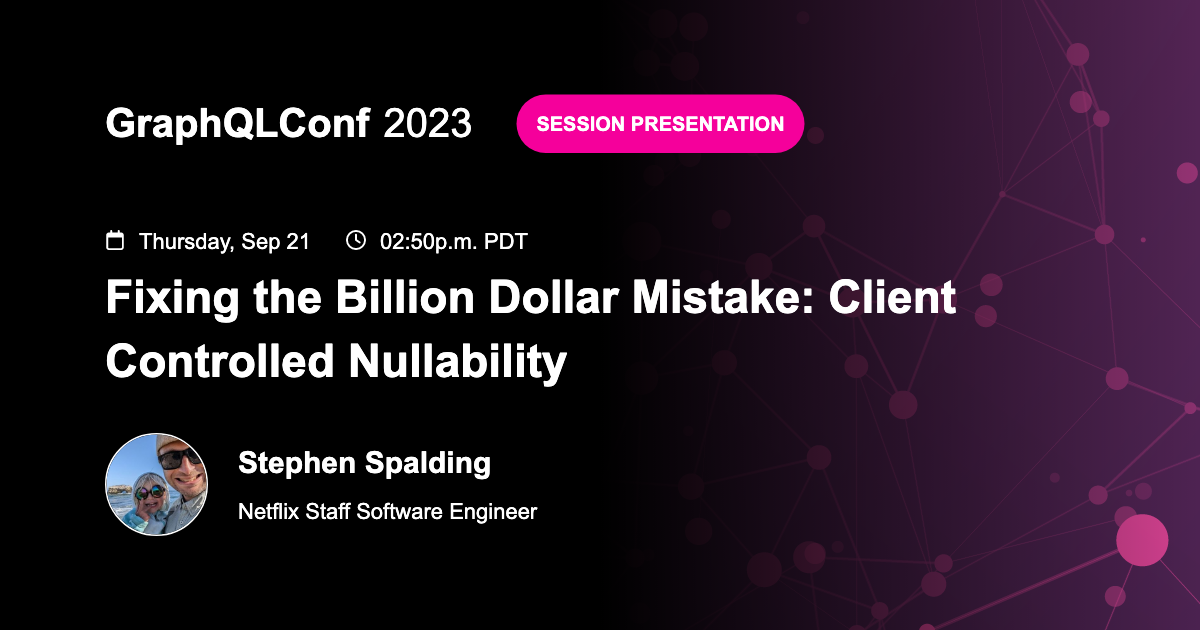 GraphQLConf 2023
SESSION PRESENTATION
Thursday, Sep 21
02:50p.m. PDT
Fixing the Billion Dollar Mistake: Client
Controlled Nullability
Stephen Spalding
Netflix Staff Software Engineer